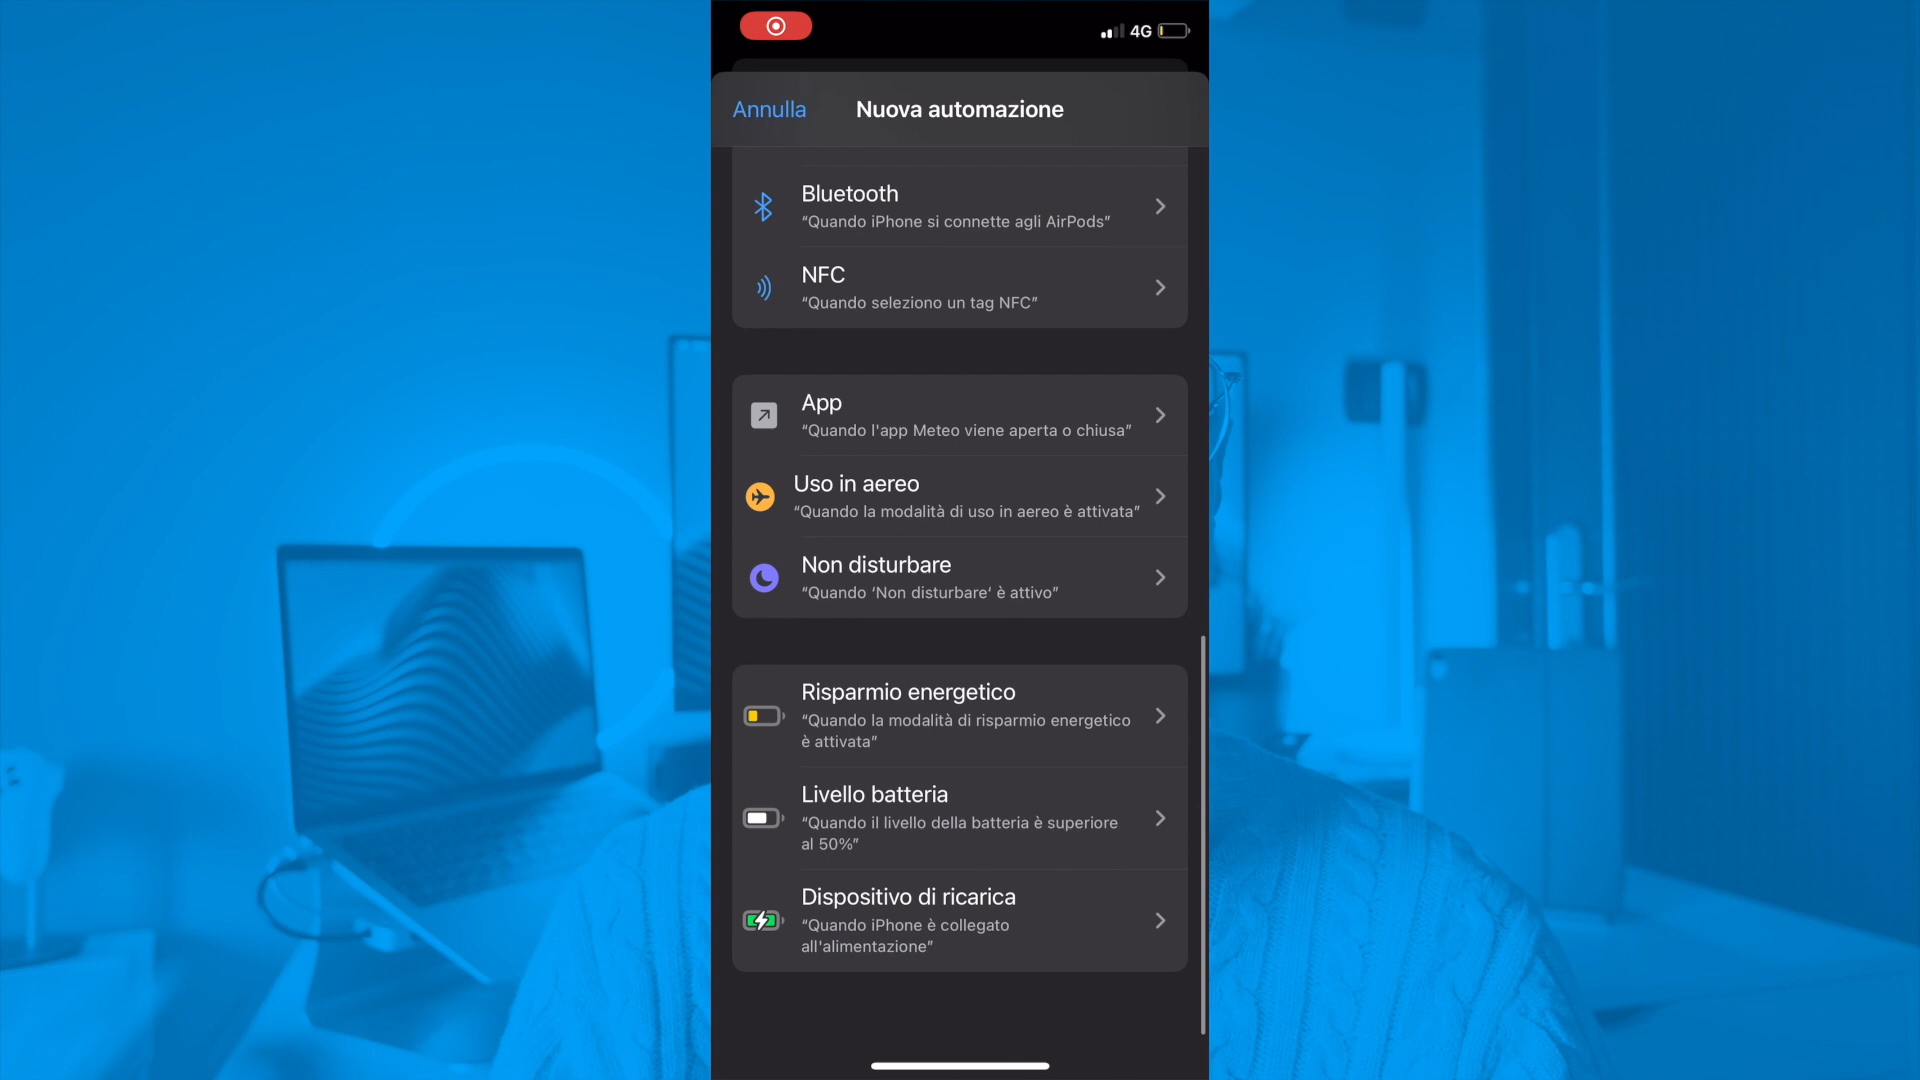 4G
Annulla
Nuova automazione
Bluetooth
“Quando iPhone si connette agli AirPods”
NFC
“Quando seleziono un tag NFC”
App
“Quando l'app Meteo viene aperta o chiusa”
Uso in aereo
“Quando la modalità di uso in aereo è attivata”
Non disturbare
“Quando ‘Non disturbare‘ è attivo”
Risparmio energetico
“Quando la modalità di risparmio energetico
è attivata”
Livello batteria
“Quando il livello della batteria è superiore
al 50%”
Dispositivo di ricarica
“Quando iPhone è collegato
all'alimentazione”